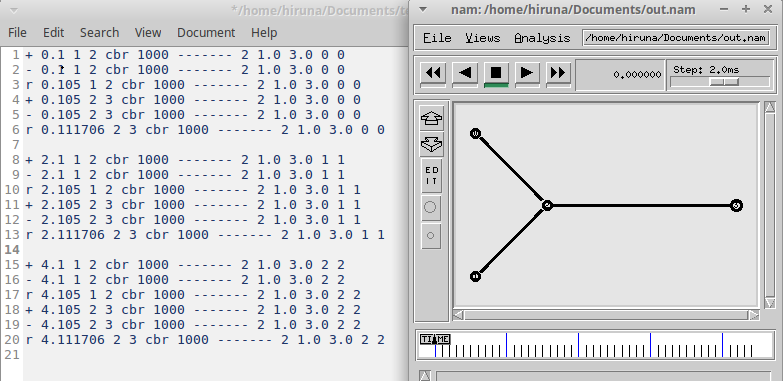 */home/hiruna/Documents/t
File Edit Search View Document Help
1 + 0.1 1 2 cbr 1000 ------- 2 1.0 3.0 0 0
2 - 0.1 1 2 cbr 1000 ------- 2 1.0 3.0 0 0
3 r 0.105 1 2 cbr 1000 ------- 2 1.0 3.0 0 0
4 + 0.105 2 3 cbr 1000 ------- 2 1.0 3.0 0 0
5 - 0.105 2 3 cbr 1000 ------- 2 1.0 3.0 0 0
6 r 0.111706 2 3 cbr 1000 ------- 2 1.0 3.0 0 0
7
8 + 2.1 1 2 cbr 1000 ------- 2 1.0 3.0 1 1
9 - 2.1 1 2 cbr 1000 ------- 2 1.0 3.0 1 1
10 r 2.105 1 2 cbr 1000 ------- 2 1.0 3.0 1 1
11 + 2.105 2 3 cbr 1000 ------- 2 1.0 3.0 1 1
12 - 2.105 2 3 cbr 1000 ------- 2 1.0 3.0 1 1
13 r 2.111706 2 3 cbr 1000 ------- 2 1.0 3.0 1 1
14
15 + 4.1 1 2 cbr 1000 ------- 2 1.0 3.0 2 2
16 - 4.1 1 2 cbr 1000 ------- 2 1.0 3.0 2 2
17 r 4.105 1 2 cbr 1000 ------- 2 1.0 3.0 2 2
18 + 4.105 2 3 cbr 1000 ------- 2 1.0 3.0 2 2
19 - 4.105 2 3 cbr 1000 ------- 2 1.0 3.0 2 2
20 r 4.111706 2 3 cbr 1000 ------- 2 1.0 3.0 2 2
21
nam: /home/hiruna/Documents/out.nam
File Views Analysis /home/hiruna/Documents/out.nam
0.000000 Step: 2.0ms
ED
IT
TIME